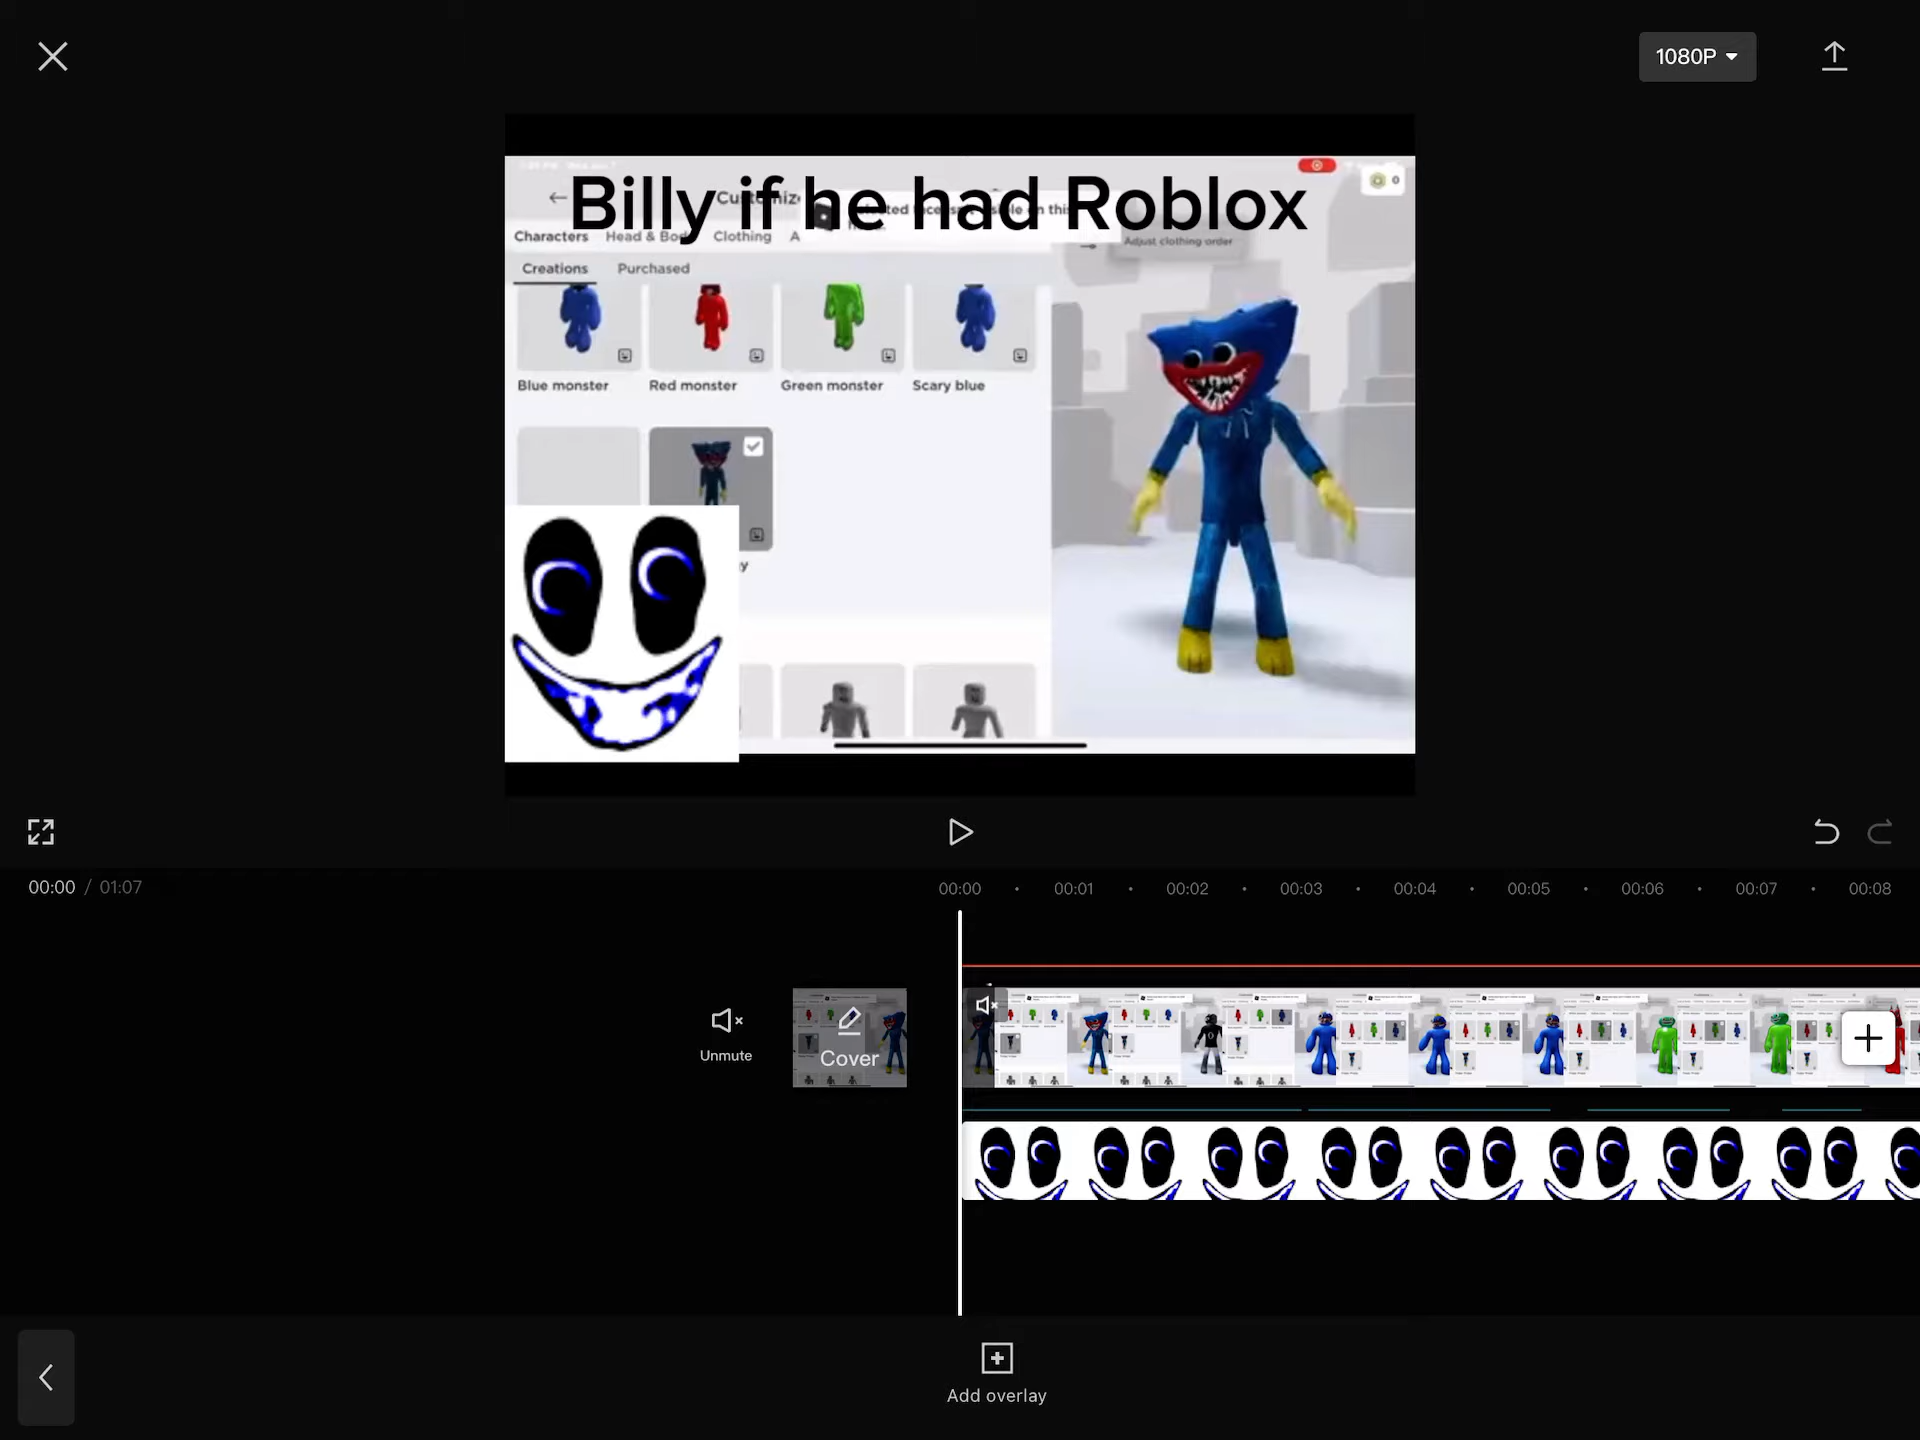 1080P
Billy if he had Roblox
0
Characters Head & Body Clothing A
Adjust clothing order
Creations Purchased
Blue monster Red monster Green monster Scary blue
y
00:00 / 01:07
00:00 00:01 00:02 00:03 00:04 00:05 00:06 00:07 00:08
Unmute
Cover
Add overlay